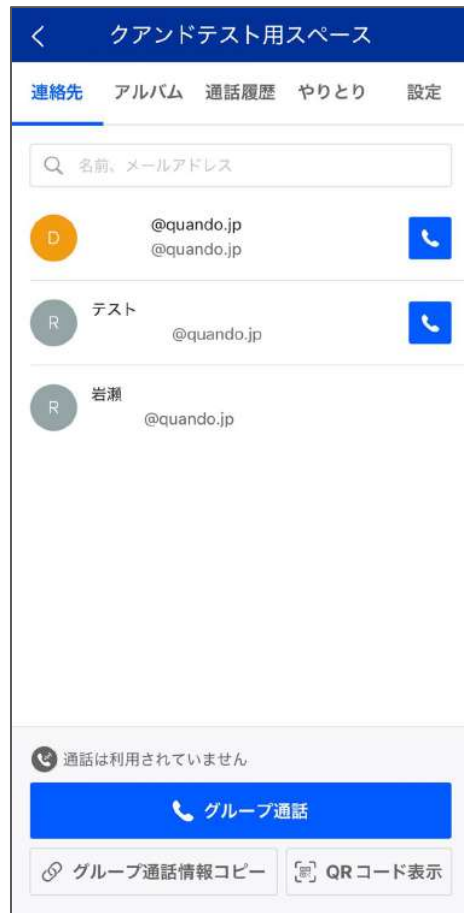 クアンドテスト用スペース
連絡先 アルバム 通話履歴 やりとり 設定
名前、メールアドレス
D
@quando.jp
@quando.jp
R
テスト
@quando.jp
R
岩瀬
@quando.jp
通話は利用されていません
グループ通話
グループ通話情報コピー QRコード表示